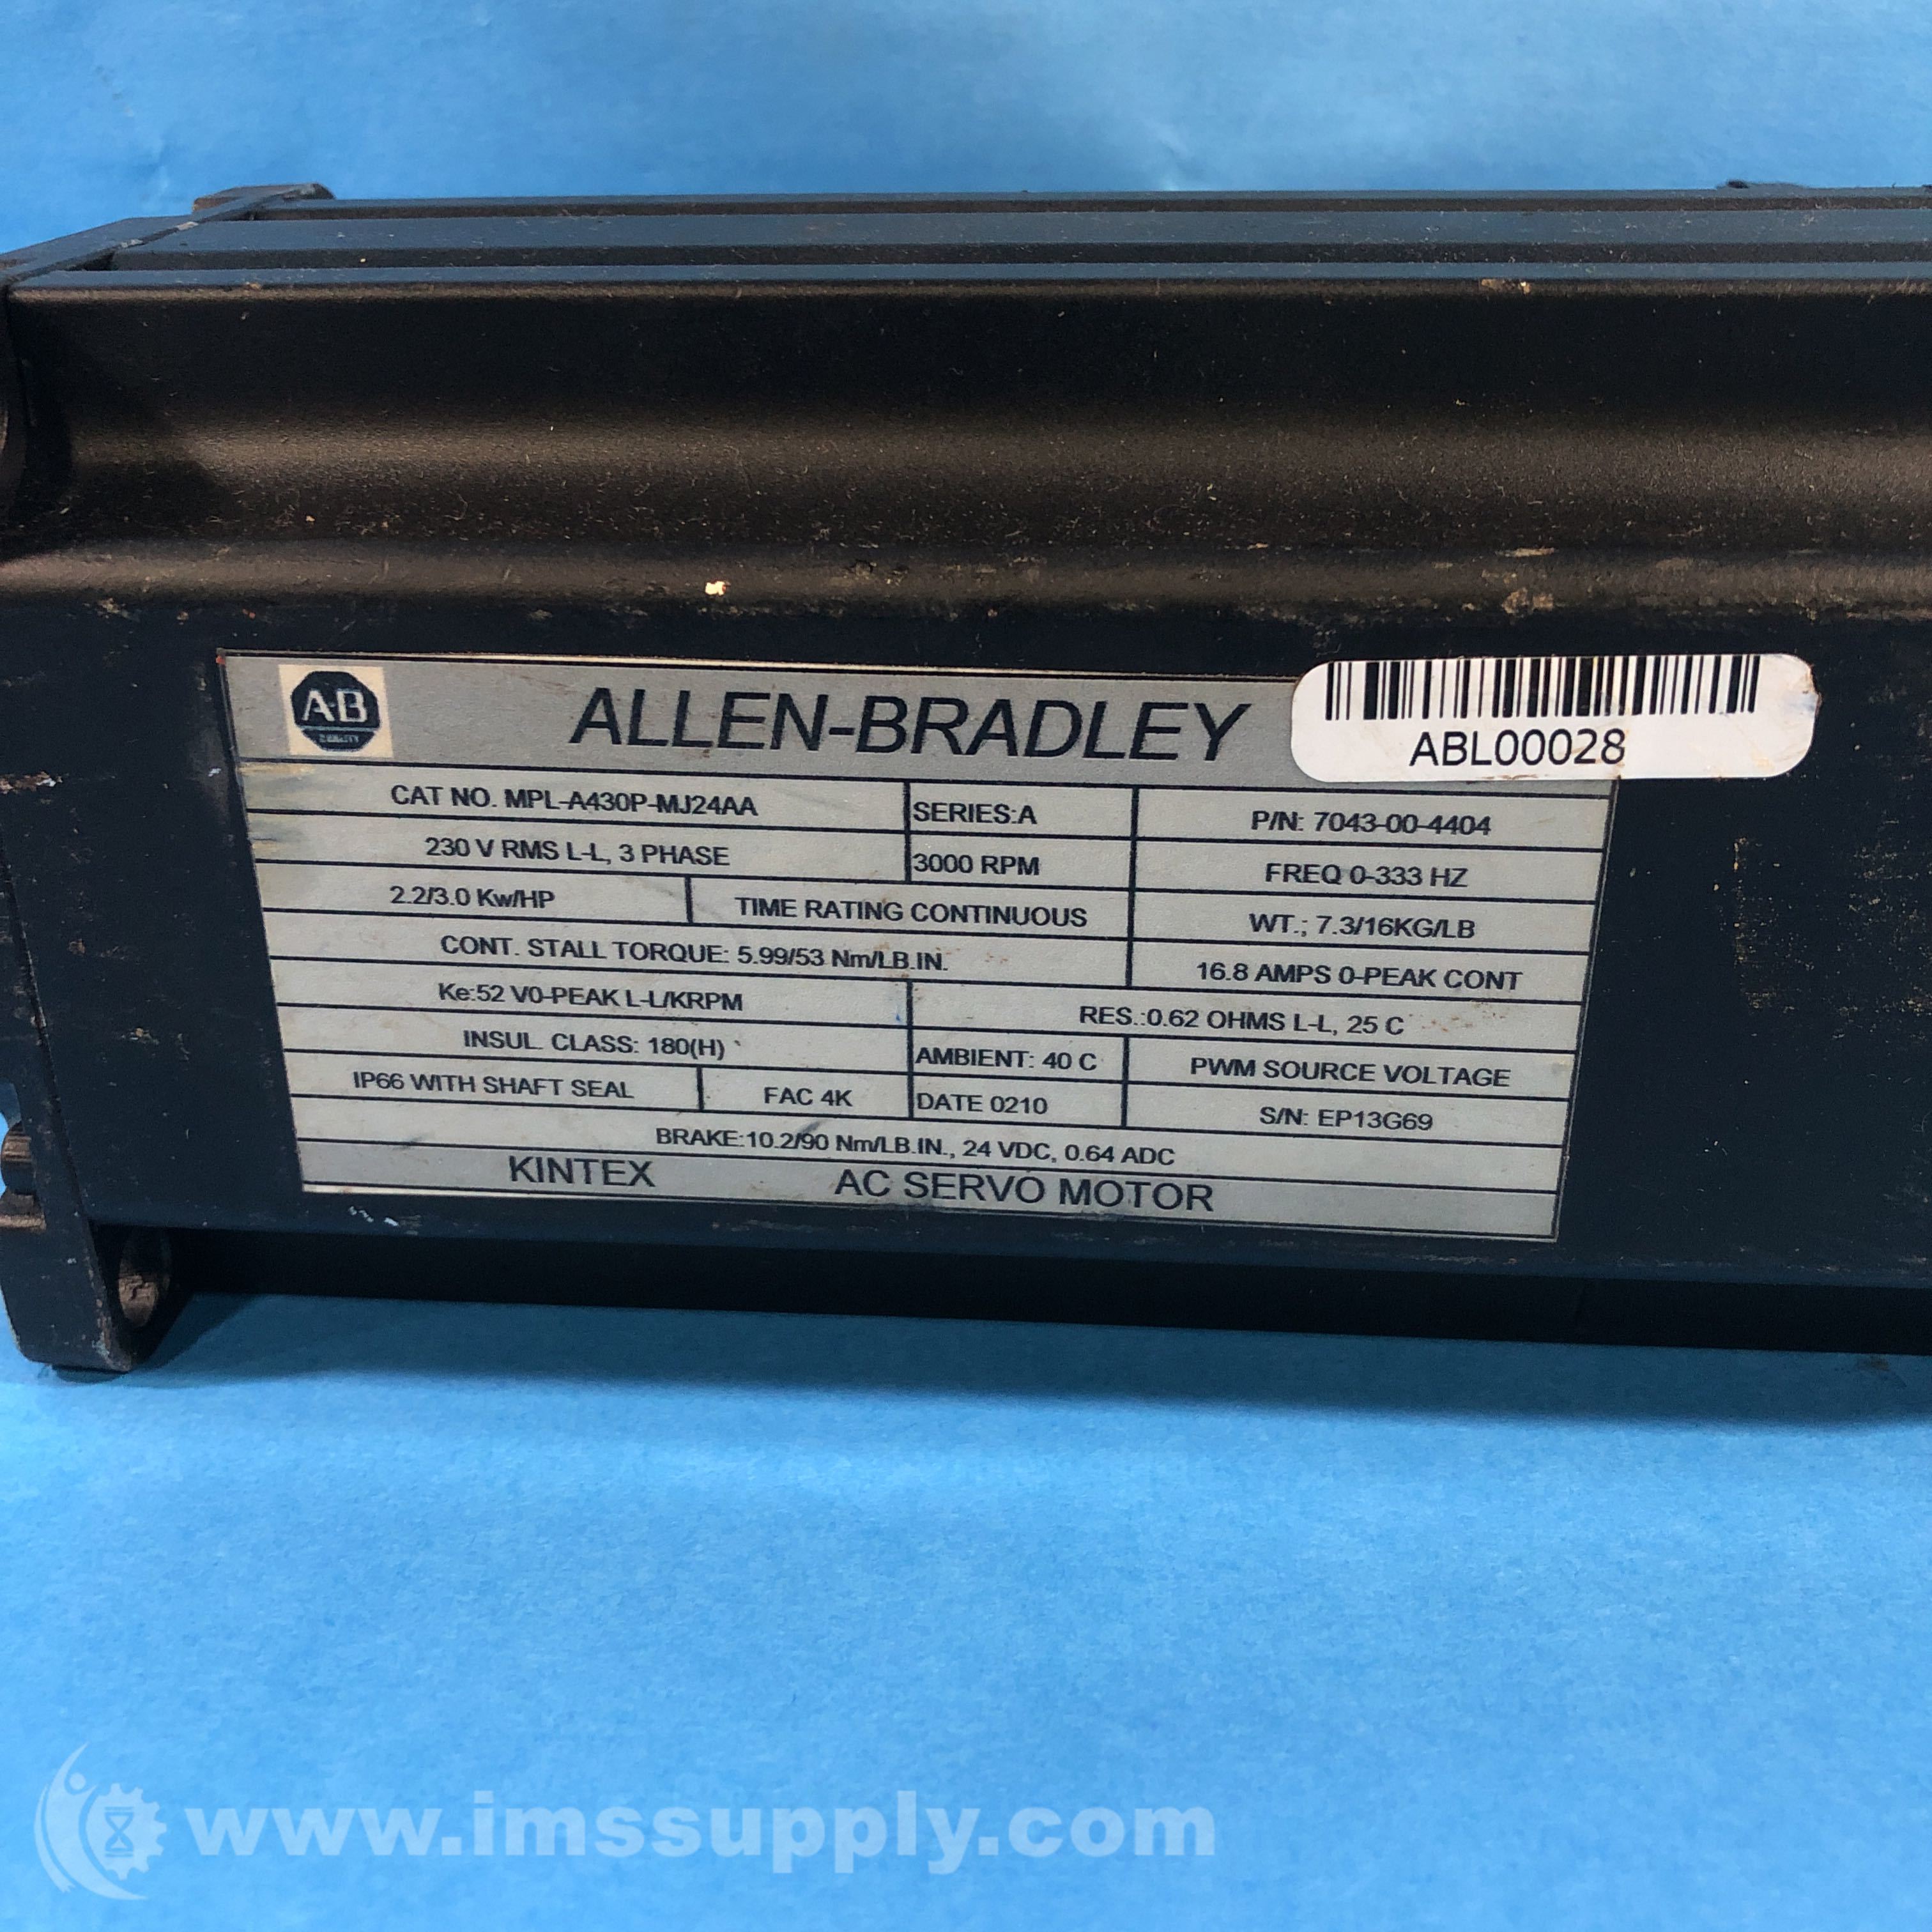 A-B
QUALITY
ALLEN-BRADLEY
ABL00028
CAT NO. MPL-A430P-MJ24AA
SERIES:A
P/N: 7043-00-4404
230 V RMS L-L, 3 PHASE
3000 RPM
FREQ 0-333 HZ
2.2/3.0 Kw/HP
TIME RATING CONTINUOUS
WT.; 7.3/16KG/LB
CONT. STALL TORQUE: 5.99/53 Nm/LB.IN.
16.8 AMPS 0-PEAK CONT
Ke:52 V0-PEAK L-L/KRPM
RES.:0.62 OHMS L-L, 25 C
INSUL. CLASS: 180(H)
AMBIENT: 40 C
PWM SOURCE VOLTAGE
IP66 WITH SHAFT SEAL
FAC 4K
DATE 0210
S/N: EP13G69
BRAKE:10.2/90 Nm/LB.IN., 24 VDC, 0.64 ADC
KINTEX AC SERVO MOTOR
www.imssupply.com